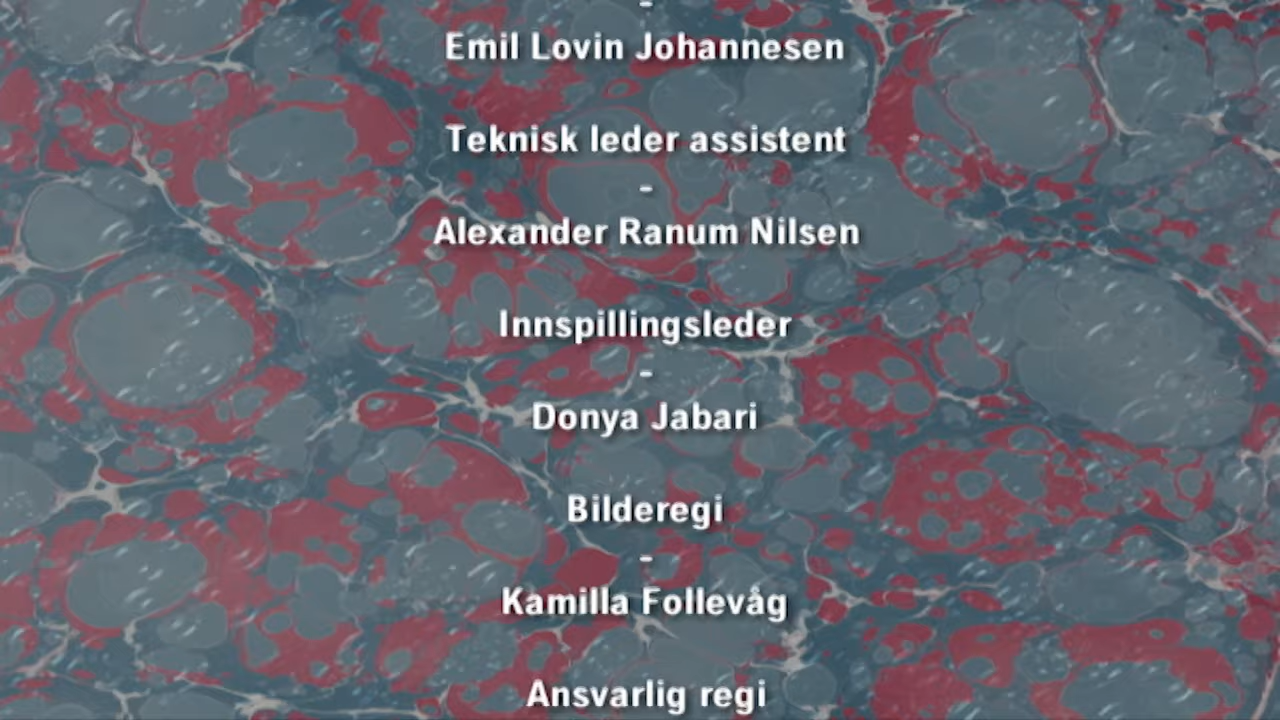 -
Emil Lovin Johannesen
Teknisk leder assistent
-
Alexander Ranum Nilsen
Innspillingsleder
-
Donya Jabari
Bilderegi
-
Kamilla Follevåg
Ansvarlig regi